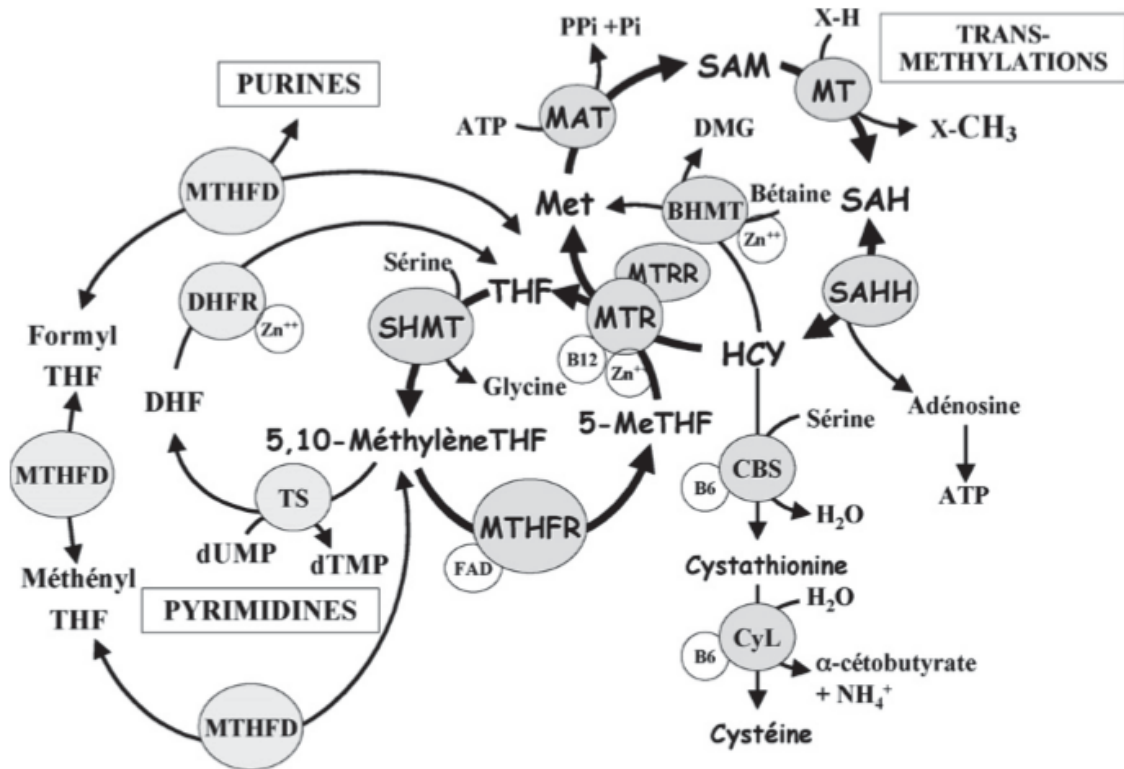 PPi +Pi
X-H
TRANS-
METHYLATIONS
SAM
MT
PURINES
MAT
ATP
DMG
X-CH₃
MTHFD
Met
BHMT
Bétaine
SAH
Zn⁺⁺
Sérine
MTRR
DHFR
THF
SAHH
Zn⁺⁺
SHMT
MTR
Formyl
THF
B12
Zn⁺⁺
HCY
Glycine
DHF
5-MeTHF
Sérine
Adénosine
5,10-MéthylèneTHF
MTHFD
CBS
B6
TS
ATP
MTHFR
H₂O
dUMP
dTMP
FAD
Cystathionine
Méthényl
THF
PYRIMIDINES
H₂O
CyL
B6
α-cétobutyrate
+ NH₄⁺
MTHFD
Cystéine